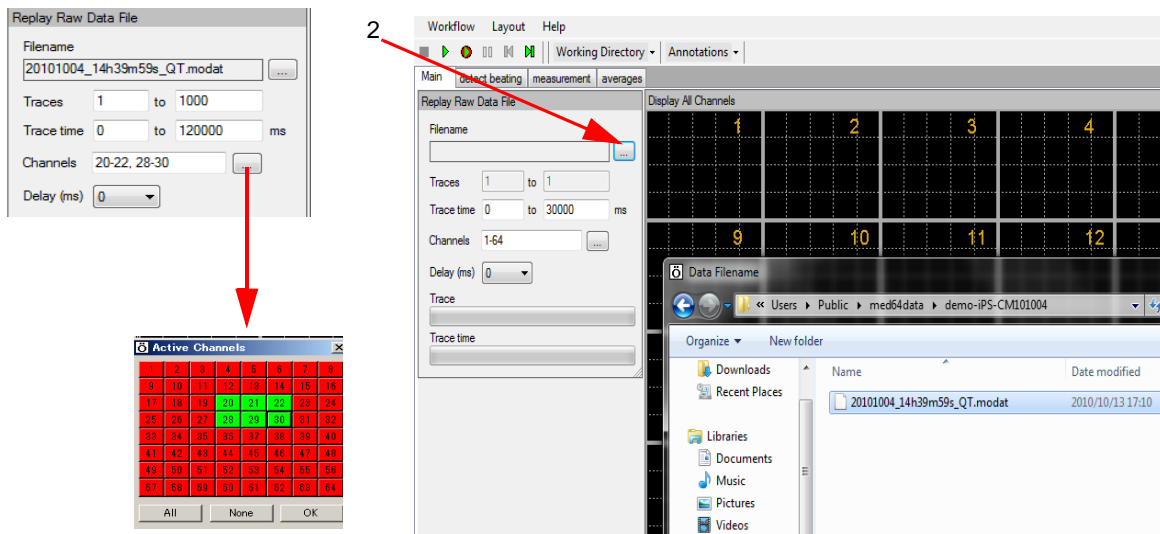 Replay Raw Data File
Filename
20101004_14h39m59s_QT.modat ...
Traces 1 to 1000
Trace time 0 to 120000 ms
Channels 20-22, 28-30 ...
Delay (ms) 0
Active Channels
1 2 3 4 5 6 7 8
9 10 11 12 13 14 15 16
17 18 19 20 21 22 23 24
25 26 27 28 29 30 31 32
33 34 35 36 37 38 39 40
41 42 43 44 45 46 47 48
49 50 51 52 53 54 55 56
57 58 59 60 61 62 63 64
All None OK
2
Workflow Layout Help
Working Directory Annotations
Main detect beating measurement averages
Replay Raw Data File
Filename
...
Traces 1 to 1
Trace time 0 to 30000 ms
Channels 1-64 ...
Delay (ms) 0
Trace
Trace time
Display All Channels
1 2 3 4
9 10 11 12
Data Filename
« Users Public med64data demo-iPS-CM101004
Organize New folder
Downloads
Recent Places
Libraries
Documents
Music
Pictures
Videos
Name Date modified
20101004_14h39m59s_QT.modat 2010/10/13 17:10